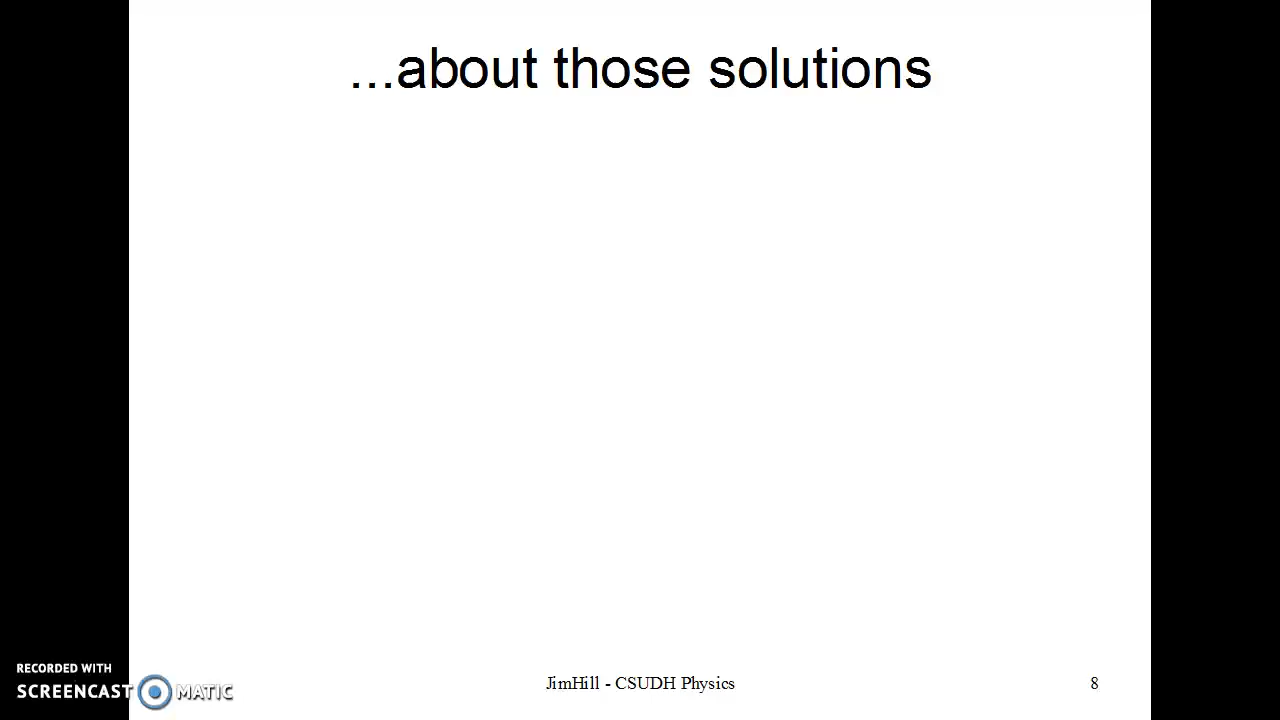 ...about those solutions
RECORDED WITH
SCREENCAST MATIC
JimHill - CSUDH Physics
8